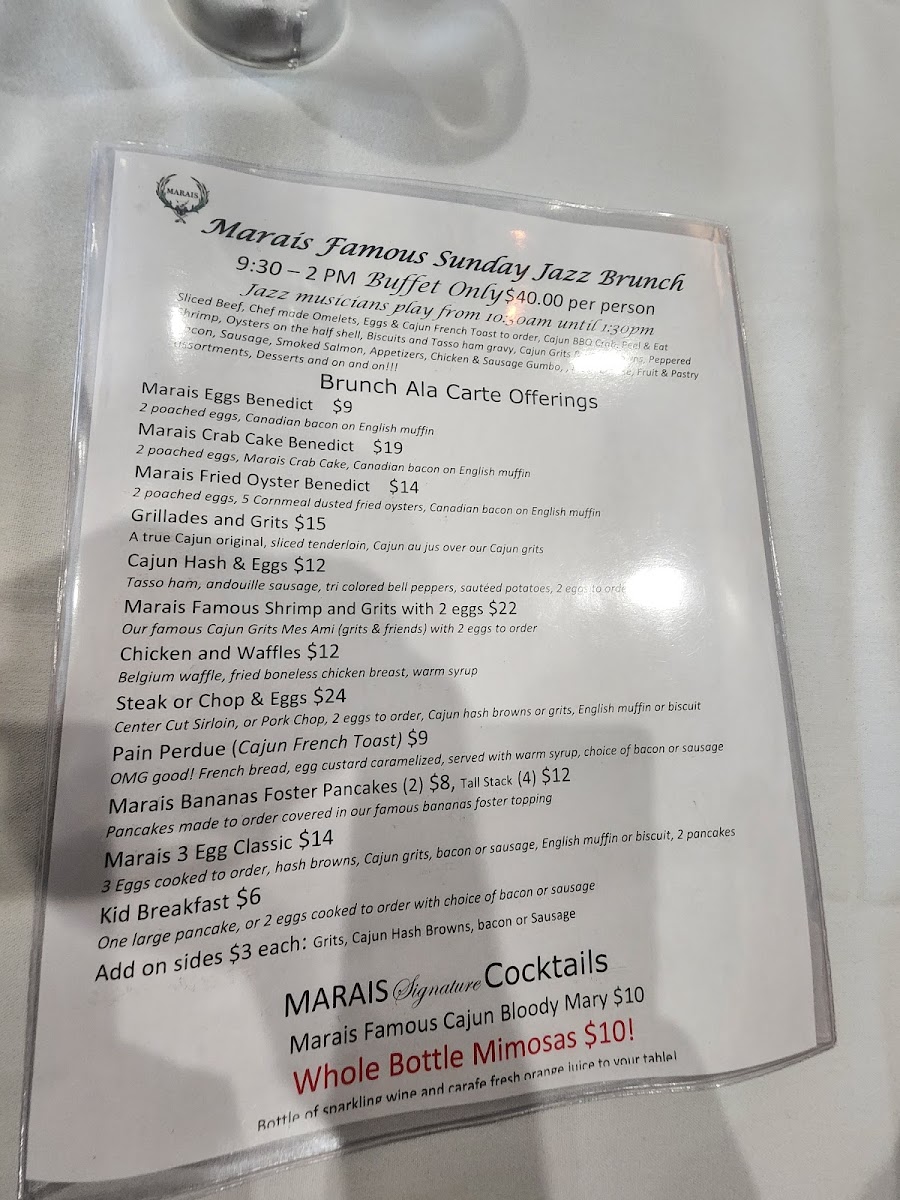 MARAIS
Marais Famous Sunday Jazz Brunch
9:30 – 2 PM Buffet Only $40.00 per person
Jazz musicians play from 10:30am until 1:30pm
Sliced Beef, Chef made Omelets, Eggs & Cajun French Toast to order, Cajun BBQ Crab, Peel & Eat
Shrimp, Oysters on the half shell, Biscuits and Tasso ham gravy, Cajun Grits Peppered
Bacon, Sausage, Smoked Salmon, Appetizers, Chicken & Sausage Gumbo, Fruit & Pastry
assortments, Desserts and on and on!!!
Brunch Ala Carte Offerings
Marais Eggs Benedict $9
2 poached eggs, Canadian bacon on English muffin
Marais Crab Cake Benedict $19
2 poached eggs, Marais Crab Cake, Canadian bacon on English muffin
Marais Fried Oyster Benedict $14
2 poached eggs, 5 Cornmeal dusted fried oysters, Canadian bacon on English muffin
Grillades and Grits $15
A true Cajun original, sliced tenderloin, Cajun au jus over our Cajun grits
Cajun Hash & Eggs $12
Tasso ham, andouille sausage, tri colored bell peppers, sautéed potatoes, 2 eggs to order
Marais Famous Shrimp and Grits with 2 eggs $22
Our famous Cajun Grits Mes Ami (grits & friends) with 2 eggs to order
Chicken and Waffles $12
Belgium waffle, fried boneless chicken breast, warm syrup
Steak or Chop & Eggs $24
Center Cut Sirloin, or Pork Chop, 2 eggs to order, Cajun hash browns or grits, English muffin or biscuit
Pain Perdue (Cajun French Toast) $9
OMG good! French bread, egg custard caramelized, served with warm syrup, choice of bacon or sausage
Marais Bananas Foster Pancakes (2) $8, Tall Stack (4) $12
Pancakes made to order covered in our famous bananas foster topping
Marais 3 Egg Classic $14
3 Eggs cooked to order, hash browns, Cajun grits, bacon or sausage, English muffin or biscuit, 2 pancakes
Kid Breakfast $6
One large pancake, or 2 eggs cooked to order with choice of bacon or sausage
Add on sides $3 each: Grits, Cajun Hash Browns, bacon or Sausage
MARAIS Signature Cocktails
Marais Famous Cajun Bloody Mary $10
Whole Bottle Mimosas $10!
Bottle of sparkling wine and carafe fresh orange juice to your table!